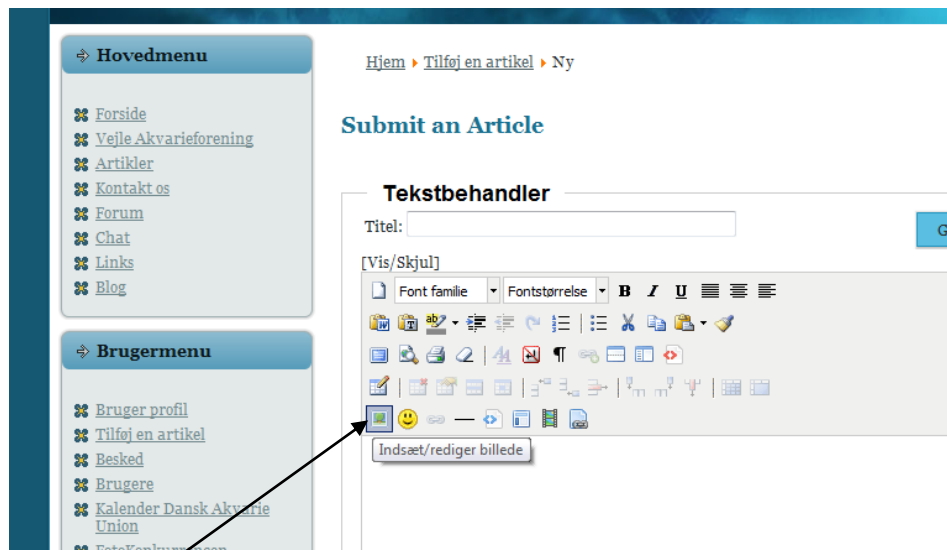 Hovedmenu
Forside
Vejle Akvarieforening
Artikler
Kontakt os
Forum
Chat
Links
Blog
Brugermenu
Bruger profil
Tilføj en artikel
Besked
Brugere
Kalender Dansk Akvarie
Union
FotoKonkurrencen
Hjem Tilføj en artikel Ny
Submit an Article
Tekstbehandler
Titel:
G
[Vis/Skjul]
Font familie Fontstørrelse B I U
Indsæt/rediger billede